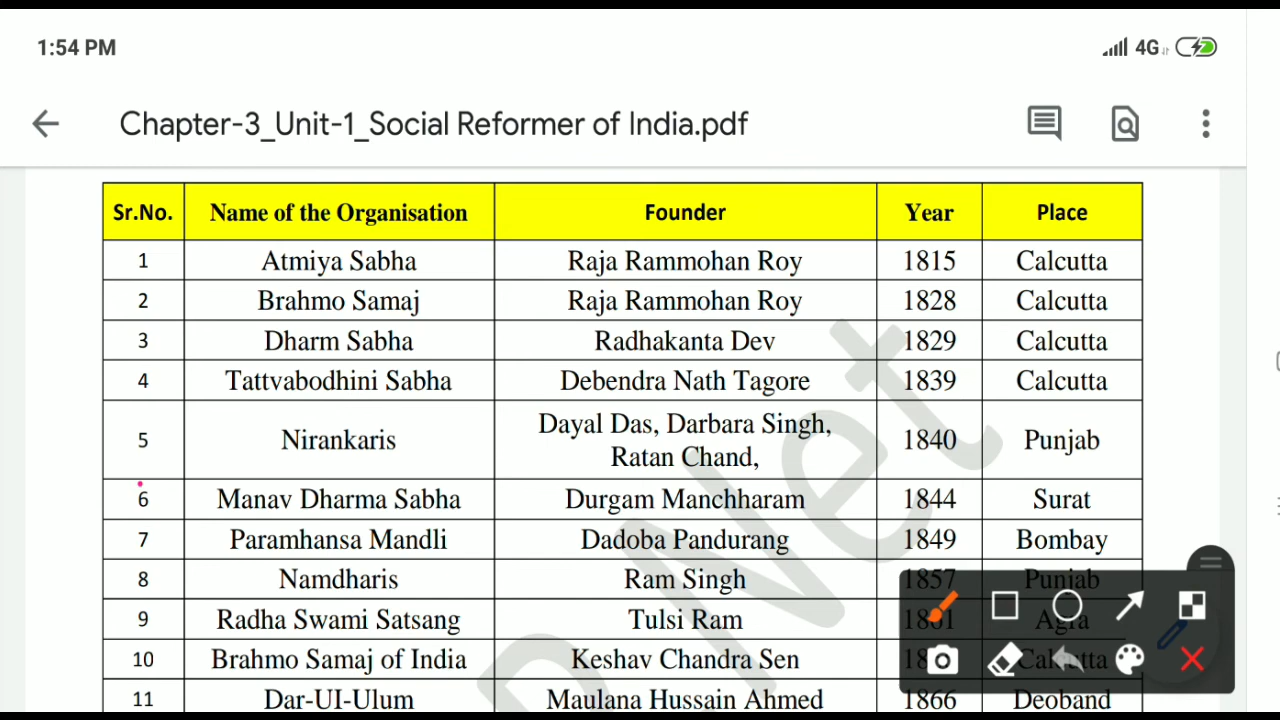 1:54 PM 4G
Chapter-3_Unit-1_Social Reformer of India.pdf
Sr.No. Name of the Organisation Founder Year Place
1 Atmiya Sabha Raja Rammohan Roy 1815 Calcutta
2 Brahmo Samaj Raja Rammohan Roy 1828 Calcutta
3 Dharm Sabha Radhakanta Dev 1829 Calcutta
4 Tattvabodhini Sabha Debendra Nath Tagore 1839 Calcutta
5 Nirankaris Dayal Das, Darbara Singh, Ratan Chand, 1840 Punjab
6 Manav Dharma Sabha Durgam Manchharam 1844 Surat
7 Paramhansa Mandli Dadoba Pandurang 1849 Bombay
8 Namdharis Ram Singh 1857 Punjab
9 Radha Swami Satsang Tulsi Ram 1861 Agra
10 Brahmo Samaj of India Keshav Chandra Sen Calcutta
11 Dar-UI-Ulum Maulana Hussain Ahmed 1866 Deoband
Net